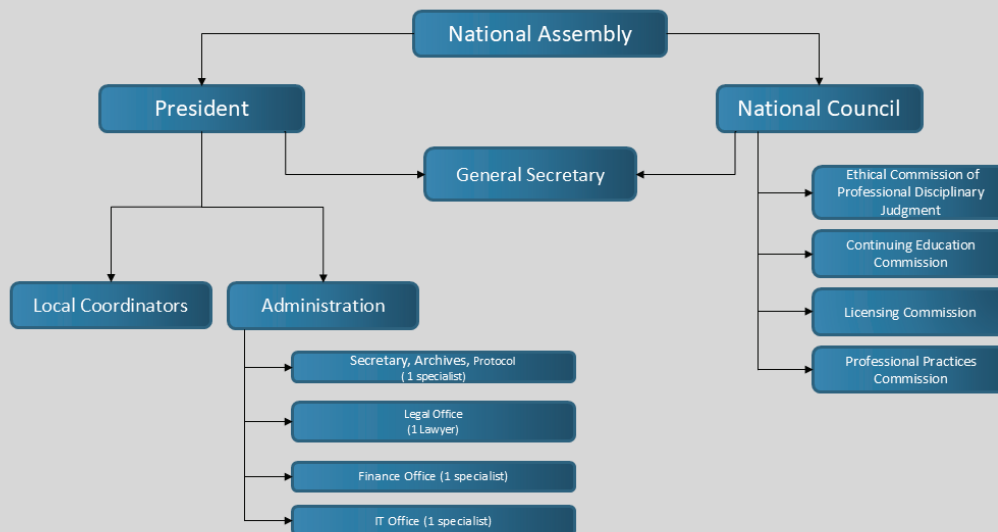 National Assembly
President
National Council
General Secretary
Ethical Commission of
Professional Disciplinary
Judgment
Continuing Education
Commission
Licensing Commission
Professional Practices
Commission
Local Coordinators
Administration
Secretary, Archives, Protocol
( 1 specialist)
Legal Office
(1 Lawyer)
Finance Office (1 specialist)
IT Office (1 specialist)